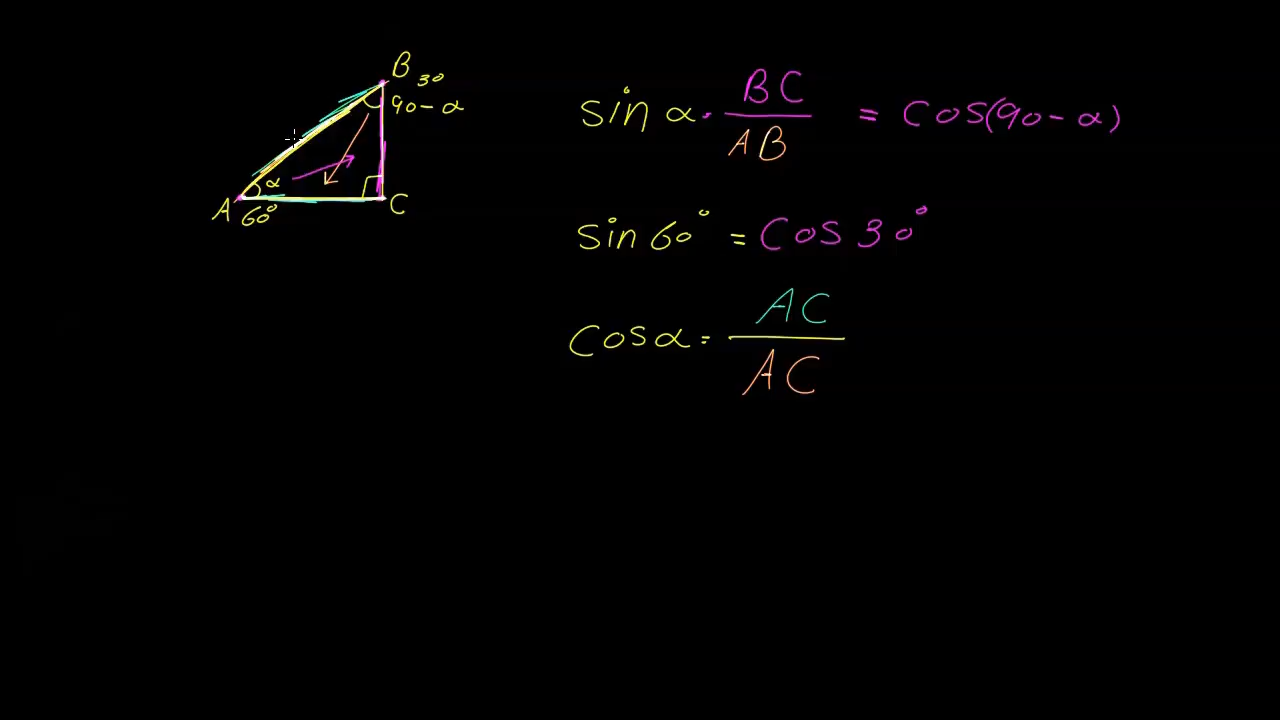 B 30
90-α
α
A 60°
C
sin α · BC/AB = cos(90-α)
sin 60° = cos 30°
cos α = AC/AC